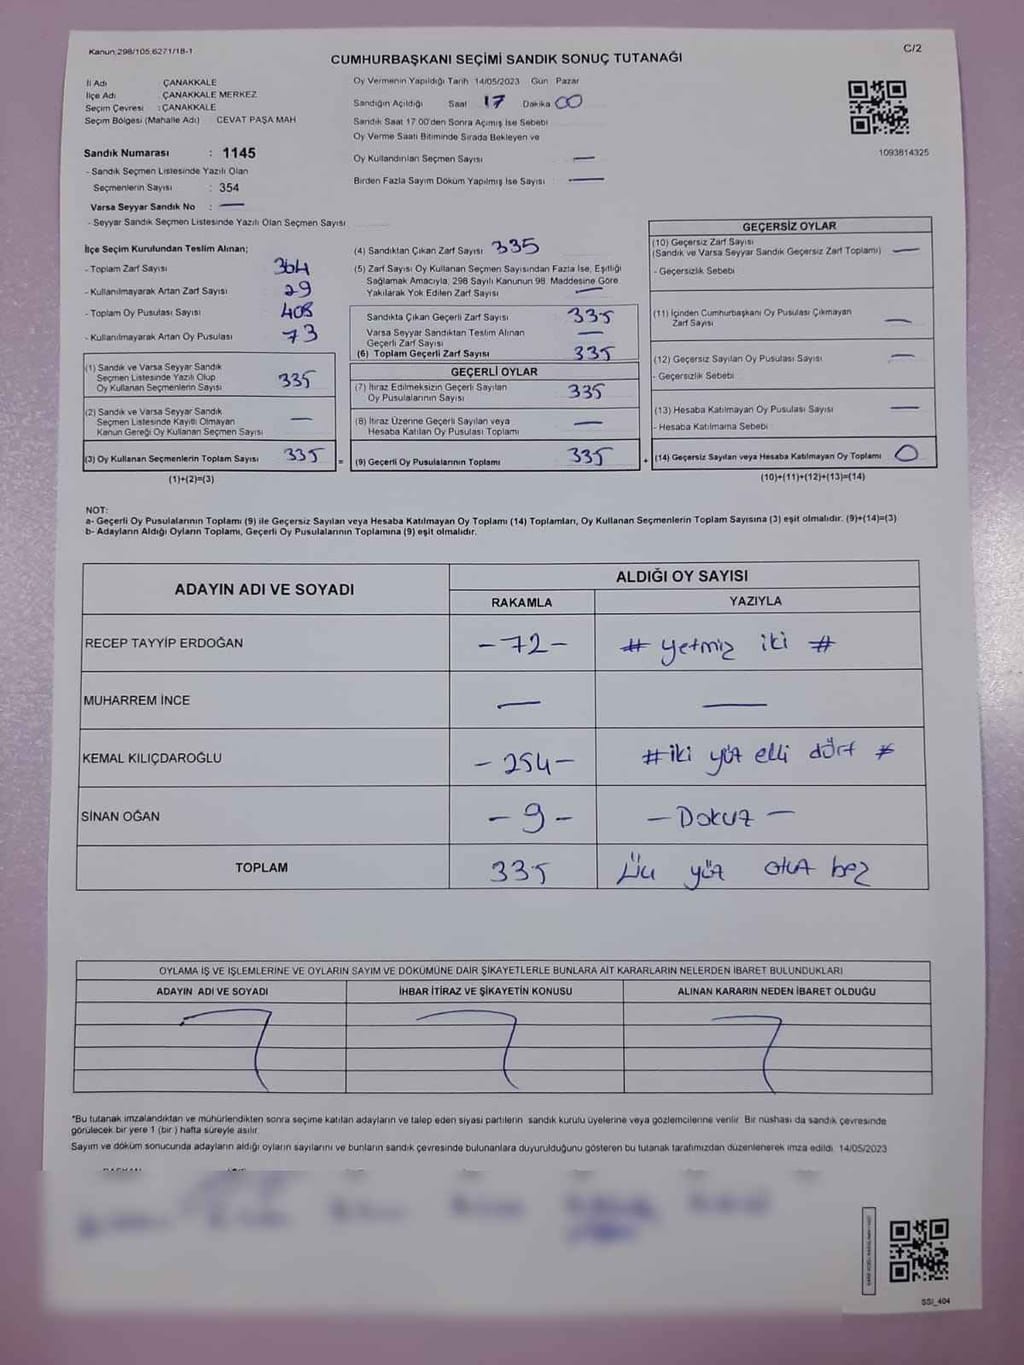 Kanun.298/105,6271/18-1
C/2
CUMHURBAŞKANI SEÇİMİ SANDIK SONUÇ TUTANAĞI
İl Adı : ÇANAKKALE
İlçe Adı : ÇANAKKALE MERKEZ
Seçim Çevresi : ÇANAKKALE
Seçim Bölgesi (Mahalle Adı) CEVAT PAŞA MAH
Oy Vermenin Yapıldığı Tarih 14/05/2023 Gün Pazar
Sandığın Açıldığı Saat 17 Dakika 00
Sandık Saat 17.00'den Sonra Açımış İse Sebebi
Oy Verme Saati Bitiminde Sırada Bekleyen ve
Oy Kullandırılan Seçmen Sayısı —
Birden Fazla Sayım Döküm Yapılmış İse Sayısı : —
1093814325
Sandık Numarası : 1145
- Sandık Seçmen Listesinde Yazılı Olan
Seçmenlerin Sayısı : 354
Varsa Seyyar Sandık No : —
- Seyyar Sandık Seçmen Listesinde Yazılı Olan Seçmen Sayısı
İlçe Seçim Kurulundan Teslim Alınan;
- Toplam Zarf Sayısı 364
- Kullanılmayarak Artan Zarf Sayısı 29
- Toplam Oy Pusulası Sayısı 408
- Kullanılmayarak Artan Oy Pusulası 73
(1) Sandık ve Varsa Seyyar Sandık
Seçmen Listesinde Yazılı Olup
Oy Kullanan Seçmenlerin Sayısı 335
(2) Sandık ve Varsa Seyyar Sandık
Seçmen Listesinde Kayıtlı Olmayan
Kanun Gereği Oy Kullanan Seçmen Sayısı —
(3) Oy Kullanan Seçmenlerin Toplam Sayısı 335 =
(1)+(2)=(3)
(4) Sandıktan Çıkan Zarf Sayısı 335
(5) Zarf Sayısı Oy Kullanan Seçmen Sayısından Fazla İse, Eşitliği
Sağlamak Amacıyla, 298 Sayılı Kanunun 98. Maddesine Göre
Yakılarak Yok Edilen Zarf Sayısı —
Sandıkta Çıkan Geçerli Zarf Sayısı 335
Varsa Seyyar Sandıktan Teslim Alınan
Geçerli Zarf Sayısı —
(6) Toplam Geçerli Zarf Sayısı 335
GEÇERLİ OYLAR
(7) İtiraz Edilmeksizin Geçerli Sayılan
Oy Pusulalarının Sayısı 335
(8) İtiraz Üzerine Geçerli Sayılan veya
Hesaba Katılan Oy Pusulası Toplamı —
(9) Geçerli Oy Pusulalarının Toplamı 335 +
GEÇERSİZ OYLAR
(10) Geçersiz Zarf Sayısı
(Sandık ve Varsa Seyyar Sandık Geçersiz Zarf Toplamı) —
- Geçersizlik Sebebi
(11) İçinden Cumhurbaşkanı Oy Pusulası Çıkmayan
Zarf Sayısı —
(12) Geçersiz Sayılan Oy Pusulası Sayısı —
- Geçersizlik Sebebi
(13) Hesaba Katılmayan Oy Pusulası Sayısı —
- Hesaba Katılmama Sebebi
(14) Geçersiz Sayılan veya Hesaba Katılmayan Oy Toplamı 0
(10)+(11)+(12)+(13)=(14)
NOT:
a- Geçerli Oy Pusulalarının Toplamı (9) ile Geçersiz Sayılan veya Hesaba Katılmayan Oy Toplamı (14) Toplamları, Oy Kullanan Seçmenlerin Toplam Sayısına (3) eşit olmalıdır. (9)+(14)=(3)
b- Adayların Aldığı Oyların Toplamı, Geçerli Oy Pusulalarının Toplamına (9) eşit olmalıdır.
ADAYIN ADI VE SOYADI
ALDIĞI OY SAYISI
RAKAMLA YAZIYLA
RECEP TAYYİP ERDOĞAN -72- # Yetmiş iki #
MUHARREM İNCE — —
KEMAL KILIÇDAROĞLU -254- # iki yüz elli dört #
SİNAN OĞAN -9- -Dokuz-
TOPLAM 335 Üç yüz otuz beş
OYLAMA İŞ VE İŞLEMLERİNE VE OYLARIN SAYIM VE DÖKÜMÜNE DAİR ŞİKAYETLERLE BUNLARA AİT KARARLARIN NELERDEN İBARET BULUNDUKLARI
ADAYIN ADI VE SOYADI İHBAR İTİRAZ VE ŞİKAYETİN KONUSU ALINAN KARARIN NEDEN İBARET OLDUĞU
"Bu tutanak imzalandıktan ve mühürlendikten sonra seçime katılan adayların ve talep eden siyasi partilerin sandık kurulu üyelerine veya gözlemcilerine verilir. Bir nüshası da sandık çevresinde
görülecek bir yere 1 (bir) hafta süreyle asılır.
Sayım ve döküm sonucunda adayların aldığı oyların sayılarını ve bunların sandık çevresinde bulunanlara duyurulduğunu gösteren bu tutanak tarafımızdan düzenlenerek imza edildi. 14/05/2023
SSI_404